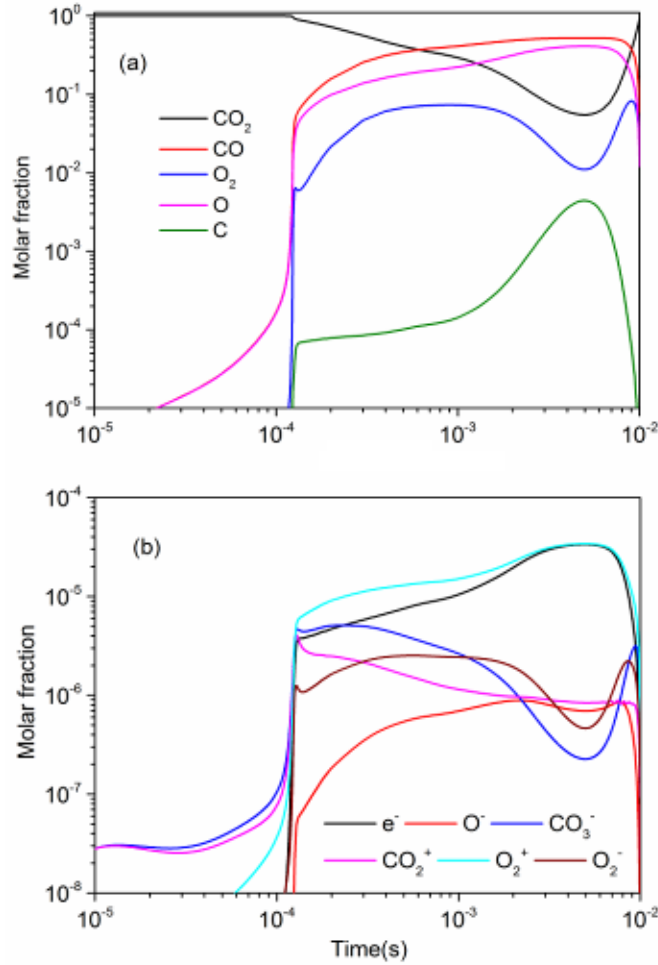 10⁰
(a)
10⁻¹
CO₂
CO
10⁻²
O₂
O
C
10⁻³
Molar fraction
10⁻⁴
10⁻⁵
10⁻⁵ 10⁻⁴ 10⁻³ 10⁻²
10⁻⁴
(b)
10⁻⁵
Molar fraction
10⁻⁶
10⁻⁷
e⁻ O⁻ CO₃⁻
CO₂⁺ O₂⁺ O₂⁻
10⁻⁸
10⁻⁵ 10⁻⁴ 10⁻³ 10⁻²
Time(s)